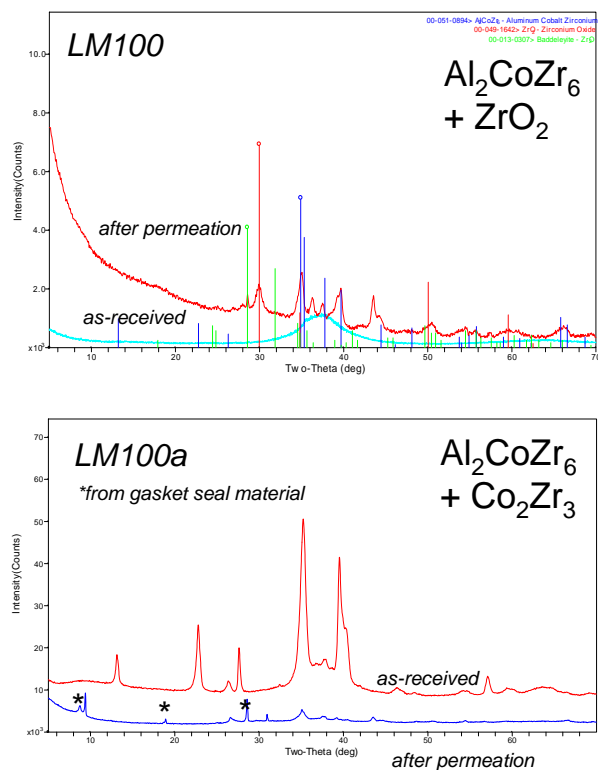 LM100
00-051-0894> Al₂CoZr₆ - Aluminum Cobalt Zirconium
00-049-1642> ZrO₂ - Zirconium Oxide
00-013-0307> Baddeleyite - ZrO₂
Al₂CoZr₆
+ ZrO₂
10.0
8.0
6.0
4.0
2.0
x10³
Intensity(Counts)
after permeation
as-received
10 20 30 40 50 60 70
Two-Theta (deg)
LM100a
*from gasket seal material
Al₂CoZr₆
+ Co₂Zr₃
70
60
50
40
30
20
10
x10³
Intensity(Counts)
as-received
* * *
10 20 30 40 50 60
Two-Theta (deg)
after permeation